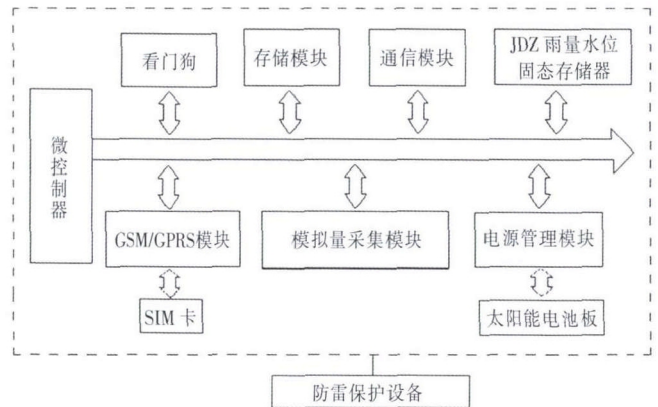 看门狗
存储模块
通信模块
JDZ 雨量水位
固态存储器
微控制器
GSM/GPRS模块
模拟量采集模块
电源管理模块
SIM 卡
太阳能电池板
防雷保护设备